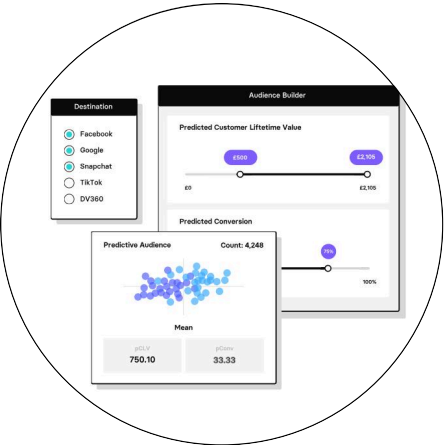 Audience Builder
Destination
Facebook
Google
Snapchat
TikTok
DV360
Predicted Customer Liftetime Value
£500
£2,105
£0
£2,105
Predicted Conversion
75%
100%
Predictive Audience
Count: 4,248
Mean
pCLV
750.10
pConv
33.33